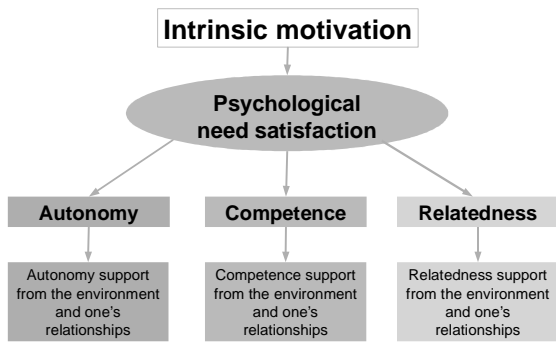 Intrinsic motivation
Psychological
need satisfaction
Autonomy
Competence
Relatedness
Autonomy support
from the environment
and one's
relationships
Competence support
from the environment
and one's
relationships
Relatedness support
from the environment
and one's
relationships